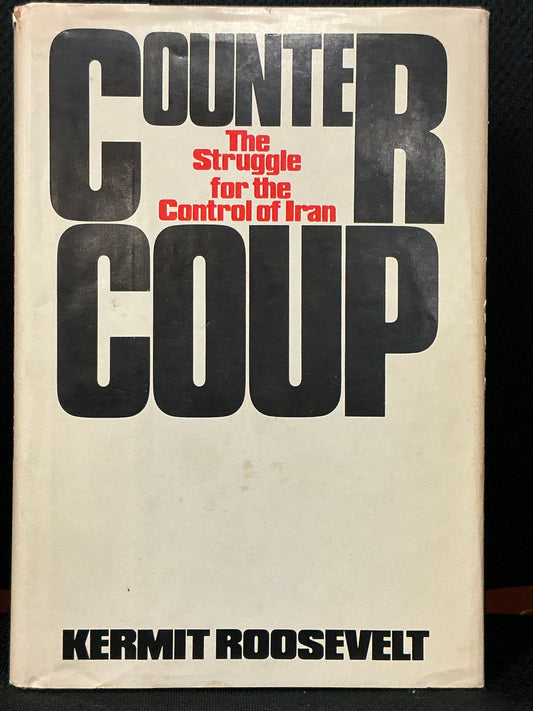 COUNTER
The
Struggle
for the
Control of Iran
COUP
KERMIT ROOSEVELT